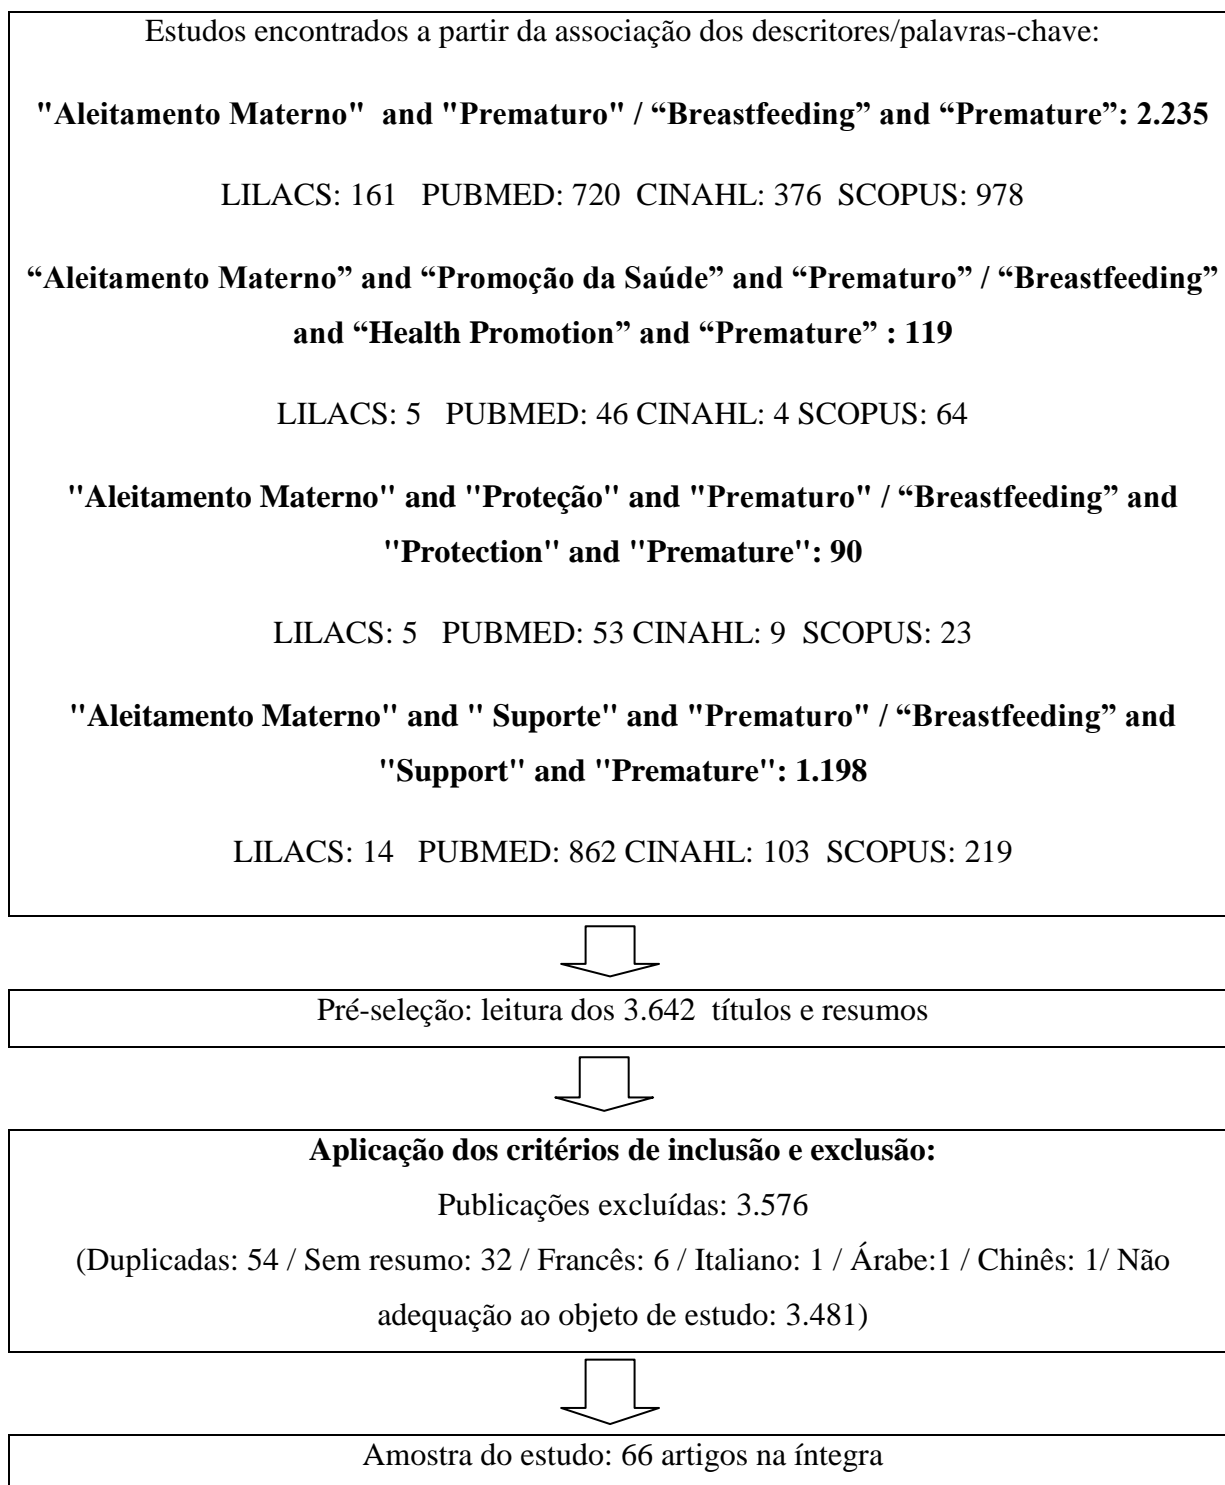 Estudos encontrados a partir da associação dos descritores/palavras-chave:
"Aleitamento Materno" and "Prematuro" / “Breastfeeding” and “Premature”: 2.235
LILACS: 161 PUBMED: 720 CINAHL: 376 SCOPUS: 978
“Aleitamento Materno” and “Promoção da Saúde” and “Prematuro” / “Breastfeeding”
and “Health Promotion” and “Premature” : 119
LILACS: 5 PUBMED: 46 CINAHL: 4 SCOPUS: 64
"Aleitamento Materno" and "Proteção" and "Prematuro" / “Breastfeeding” and
"Protection" and "Premature": 90
LILACS: 5 PUBMED: 53 CINAHL: 9 SCOPUS: 23
"Aleitamento Materno" and " Suporte" and "Prematuro" / “Breastfeeding” and
"Support" and "Premature": 1.198
LILACS: 14 PUBMED: 862 CINAHL: 103 SCOPUS: 219
Pré-seleção: leitura dos 3.642 títulos e resumos
Aplicação dos critérios de inclusão e exclusão:
Publicações excluídas: 3.576
(Duplicadas: 54 / Sem resumo: 32 / Francês: 6 / Italiano: 1 / Árabe:1 / Chinês: 1/ Não
adequação ao objeto de estudo: 3.481)
Amostra do estudo: 66 artigos na íntegra